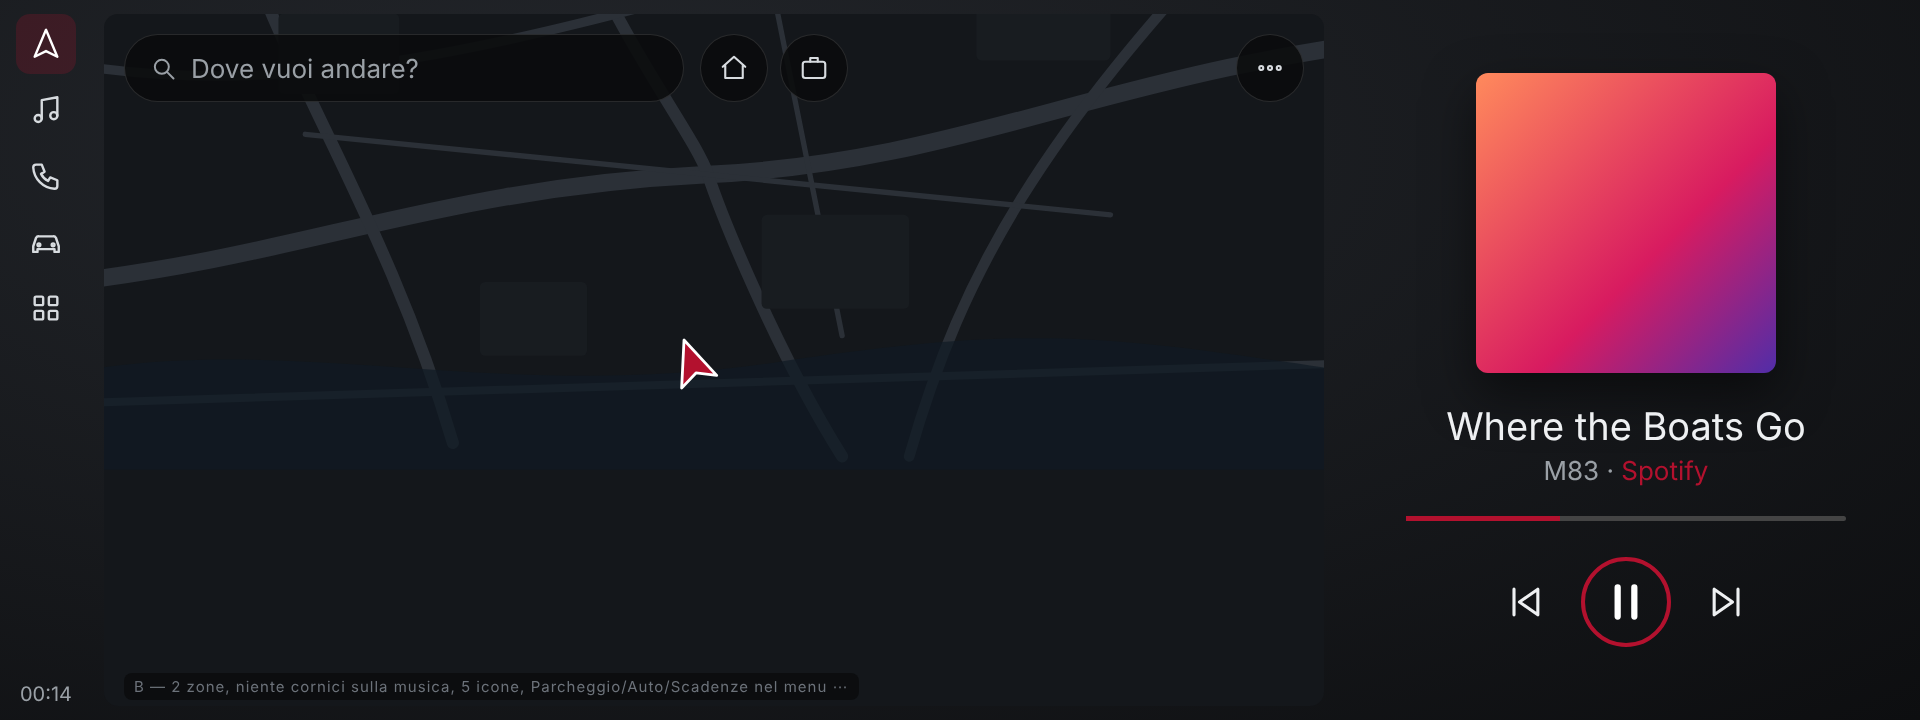 Dove vuoi andare?
Where the Boats Go
M83 · Spotify
00:14
B — 2 zone, niente cornici sulla musica, 5 icone, Parcheggio/Auto/Scadenze nel menu ···